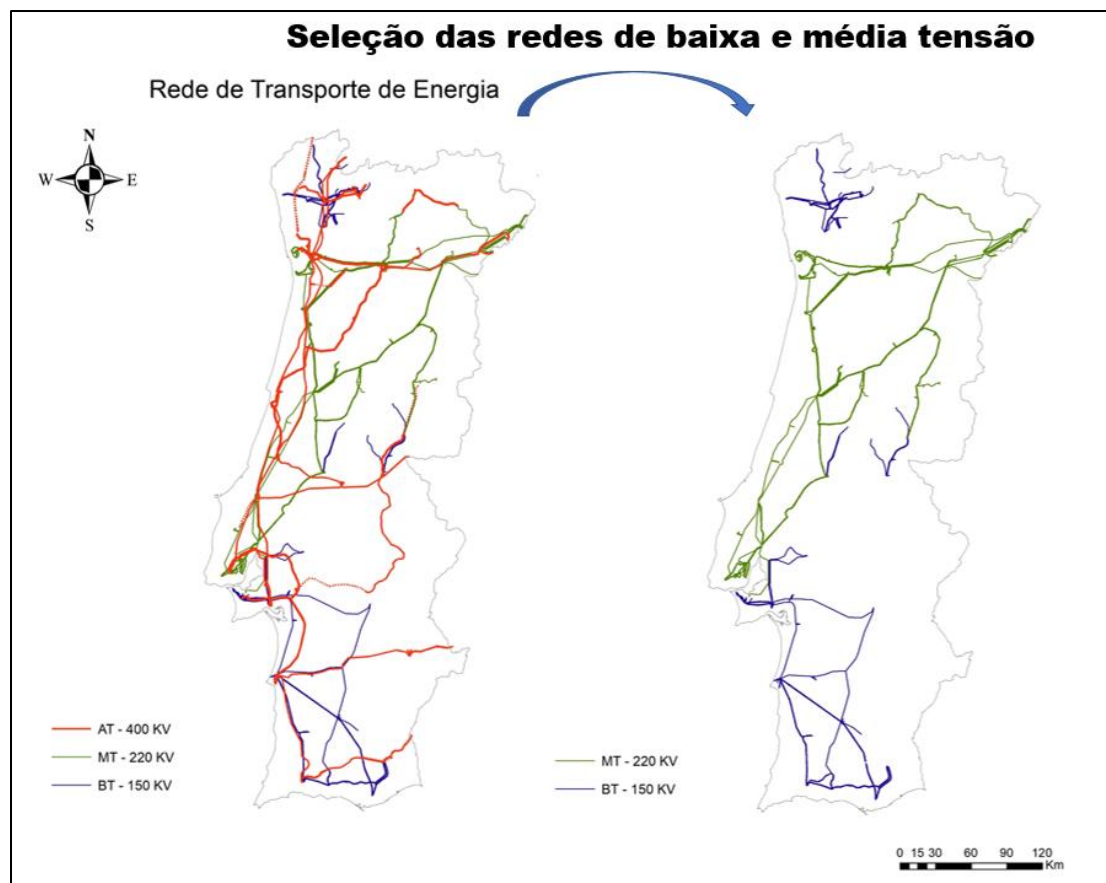 Seleção das redes de baixa e média tensão
Rede de Transporte de Energia
N
W E
S
AT - 400 KV
MT - 220 KV
BT - 150 KV
MT - 220 KV
BT - 150 KV
0 15 30 60 90 120
Km